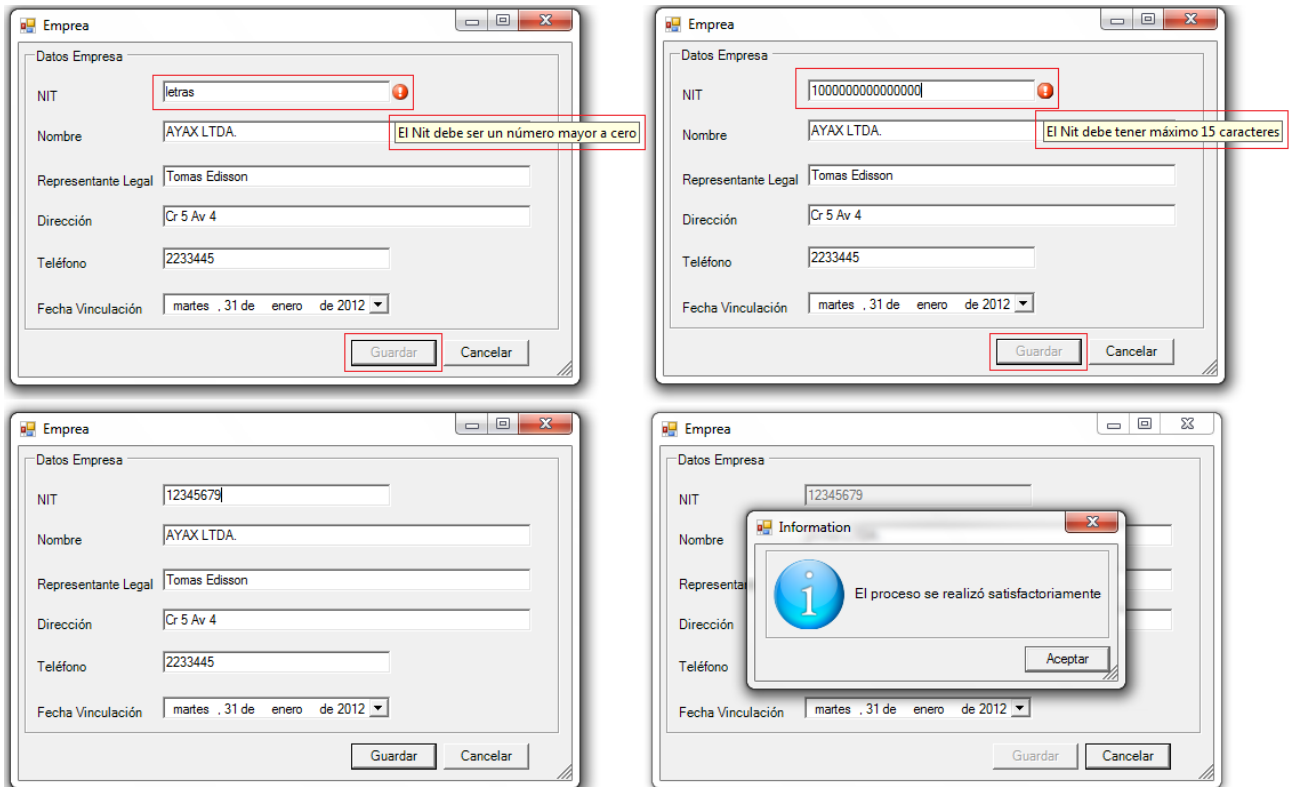 Emprea
Datos Empresa
NIT
letras
Nombre
AYAX LTDA.
El Nit debe ser un número mayor a cero
Representante Legal
Tomas Edisson
Dirección
Cr 5 Av 4
Teléfono
2233445
Fecha Vinculación
martes , 31 de enero de 2012
Guardar
Cancelar
Emprea
Datos Empresa
NIT
1000000000000000
Nombre
AYAX LTDA.
El Nit debe tener máximo 15 caracteres
Representante Legal
Tomas Edisson
Dirección
Cr 5 Av 4
Teléfono
2233445
Fecha Vinculación
martes , 31 de enero de 2012
Guardar
Cancelar
Emprea
Datos Empresa
NIT
12345679
Nombre
AYAX LTDA.
Representante Legal
Tomas Edisson
Dirección
Cr 5 Av 4
Teléfono
2233445
Fecha Vinculación
martes , 31 de enero de 2012
Guardar
Cancelar
Emprea
Datos Empresa
NIT
12345679
Nombre
Representa
Dirección
Teléfono
Information
El proceso se realizó satisfactoriamente
Aceptar
Fecha Vinculación
martes , 31 de enero de 2012
Guardar
Cancelar